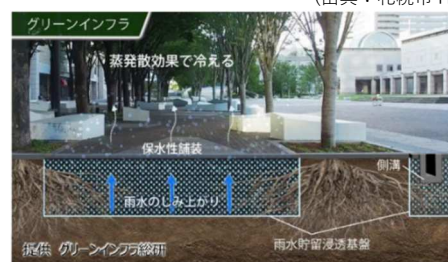 グリーンインフラ
蒸発散効果で冷える
保水性舗装
側溝
雨水のしみ上がり
雨水貯留浸透基盤
提供 グリーンインフラ総研